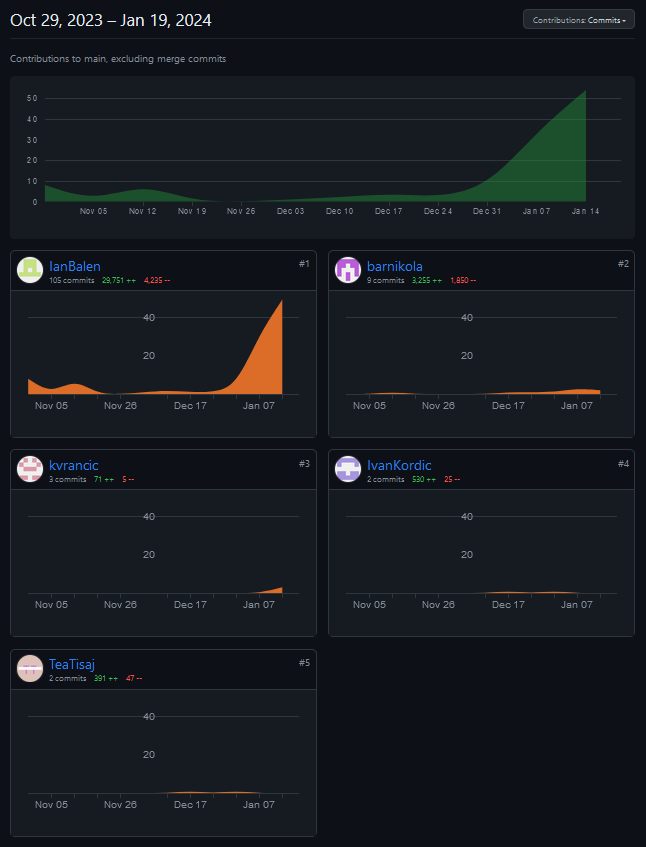 Oct 29, 2023 – Jan 19, 2024
Contributions: Commits
Contributions to main, excluding merge commits
50
40
30
20
10
0
Nov 05 Nov 12 Nov 19 Nov 26 Dec 03 Dec 10 Dec 17 Dec 24 Dec 31 Jan 07 Jan 14
IanBalen #1
105 commits 29,751 ++ 4,235 --
40
20
Nov 05 Nov 26 Dec 17 Jan 07
barnikola #2
9 commits 3,255 ++ 1,850 --
40
20
Nov 05 Nov 26 Dec 17 Jan 07
kvrancic #3
3 commits 71 ++ 5 --
40
20
Nov 05 Nov 26 Dec 17 Jan 07
IvanKordic #4
2 commits 530 ++ 25 --
40
20
Nov 05 Nov 26 Dec 17 Jan 07
TeaTisaj #5
2 commits 391 ++ 47 --
40
20
Nov 05 Nov 26 Dec 17 Jan 07